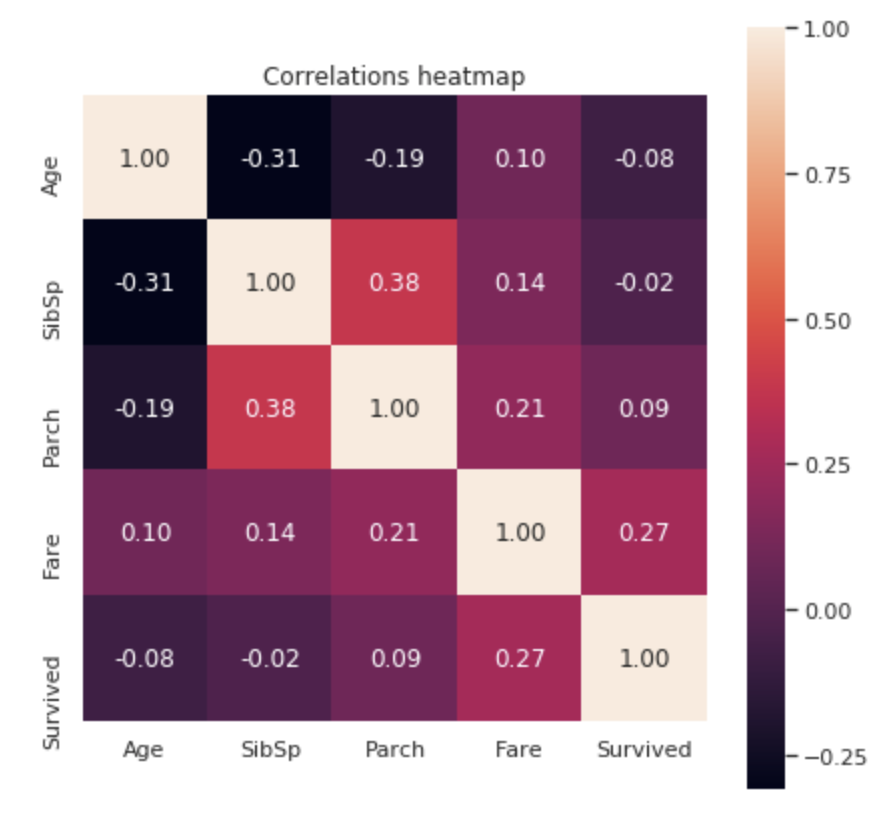 Correlations heatmap
Age 1.00 -0.31 -0.19 0.10 -0.08
SibSp -0.31 1.00 0.38 0.14 -0.02
Parch -0.19 0.38 1.00 0.21 0.09
Fare 0.10 0.14 0.21 1.00 0.27
Survived -0.08 -0.02 0.09 0.27 1.00
Age SibSp Parch Fare Survived
1.00
0.75
0.50
0.25
0.00
−0.25